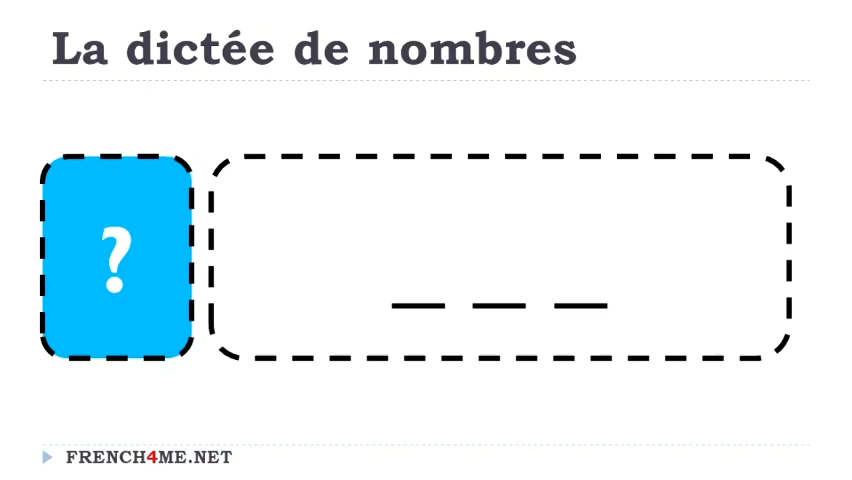 La dictée de nombres
?
_ _ _
FRENCH4ME.NET